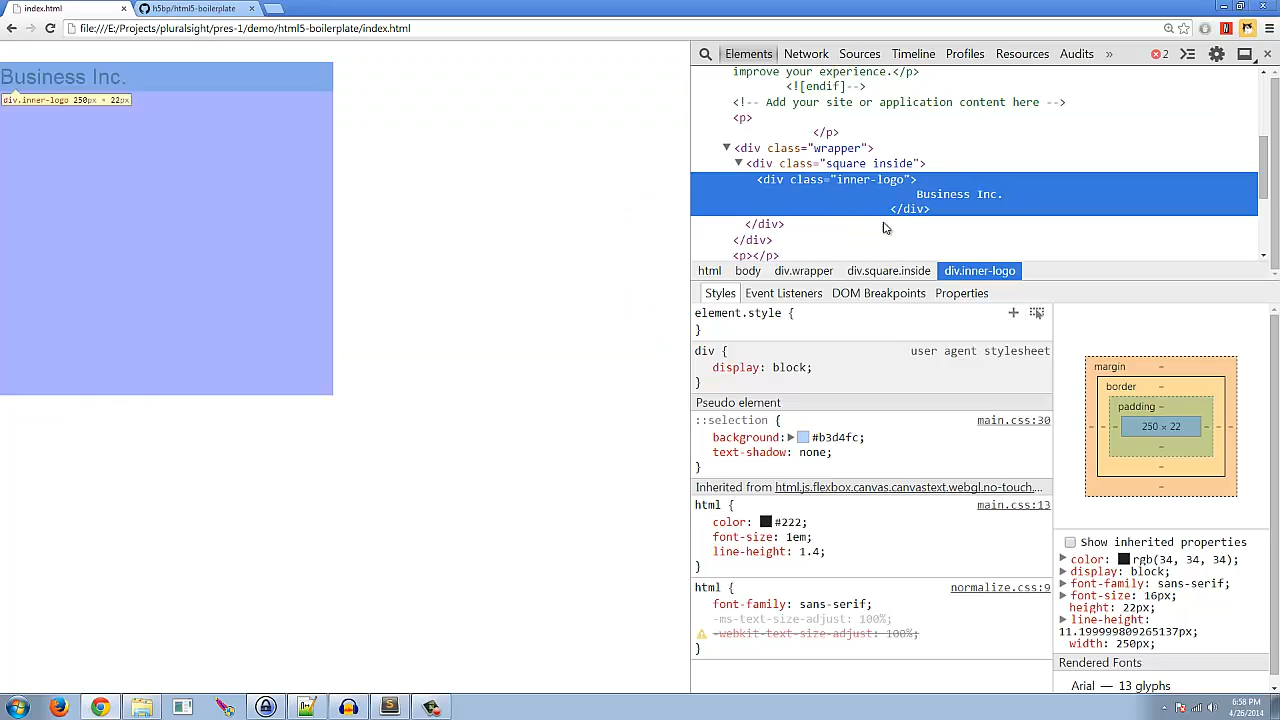 index.html
h5bp/html5-boilerplate
file:///E:/Projects/pluralsight/pres-1/demo/html5-boilerplate/index.html
Business Inc.
div.inner-logo 250px × 22px
Elements Network Sources Timeline Profiles Resources Audits » 2
improve your experience.</p>
<![endif]-->
<!-- Add your site or application content here -->
<p>
</p>
<div class="wrapper">
<div class="square inside">
<div class="inner-logo">
Business Inc.
</div>
</div>
</div>
<p></p>
html body div.wrapper div.square.inside div.inner-logo
Styles Event Listeners DOM Breakpoints Properties
element.style {
}
div { user agent stylesheet
display: block;
}
Pseudo element
::selection { main.css:30
background: #b3d4fc;
text-shadow: none;
}
Inherited from html.js.flexbox.canvas.canvastext.webgl.no-touch....
html { main.css:13
color: #222;
font-size: 1em;
line-height: 1.4;
}
html { normalize.css:9
font-family: sans-serif;
-ms-text-size-adjust: 100%;
-webkit-text-size-adjust: 100%;
}
margin –
border –
padding –
– – – 250 × 22 – – –
–
–
–
Show inherited properties
color: rgb(34, 34, 34);
display: block;
font-family: sans-serif;
font-size: 16px;
height: 22px;
line-height:
11.199999809265137px;
width: 250px;
Rendered Fonts
Arial — 13 glyphs
6:58 PM
4/26/2014